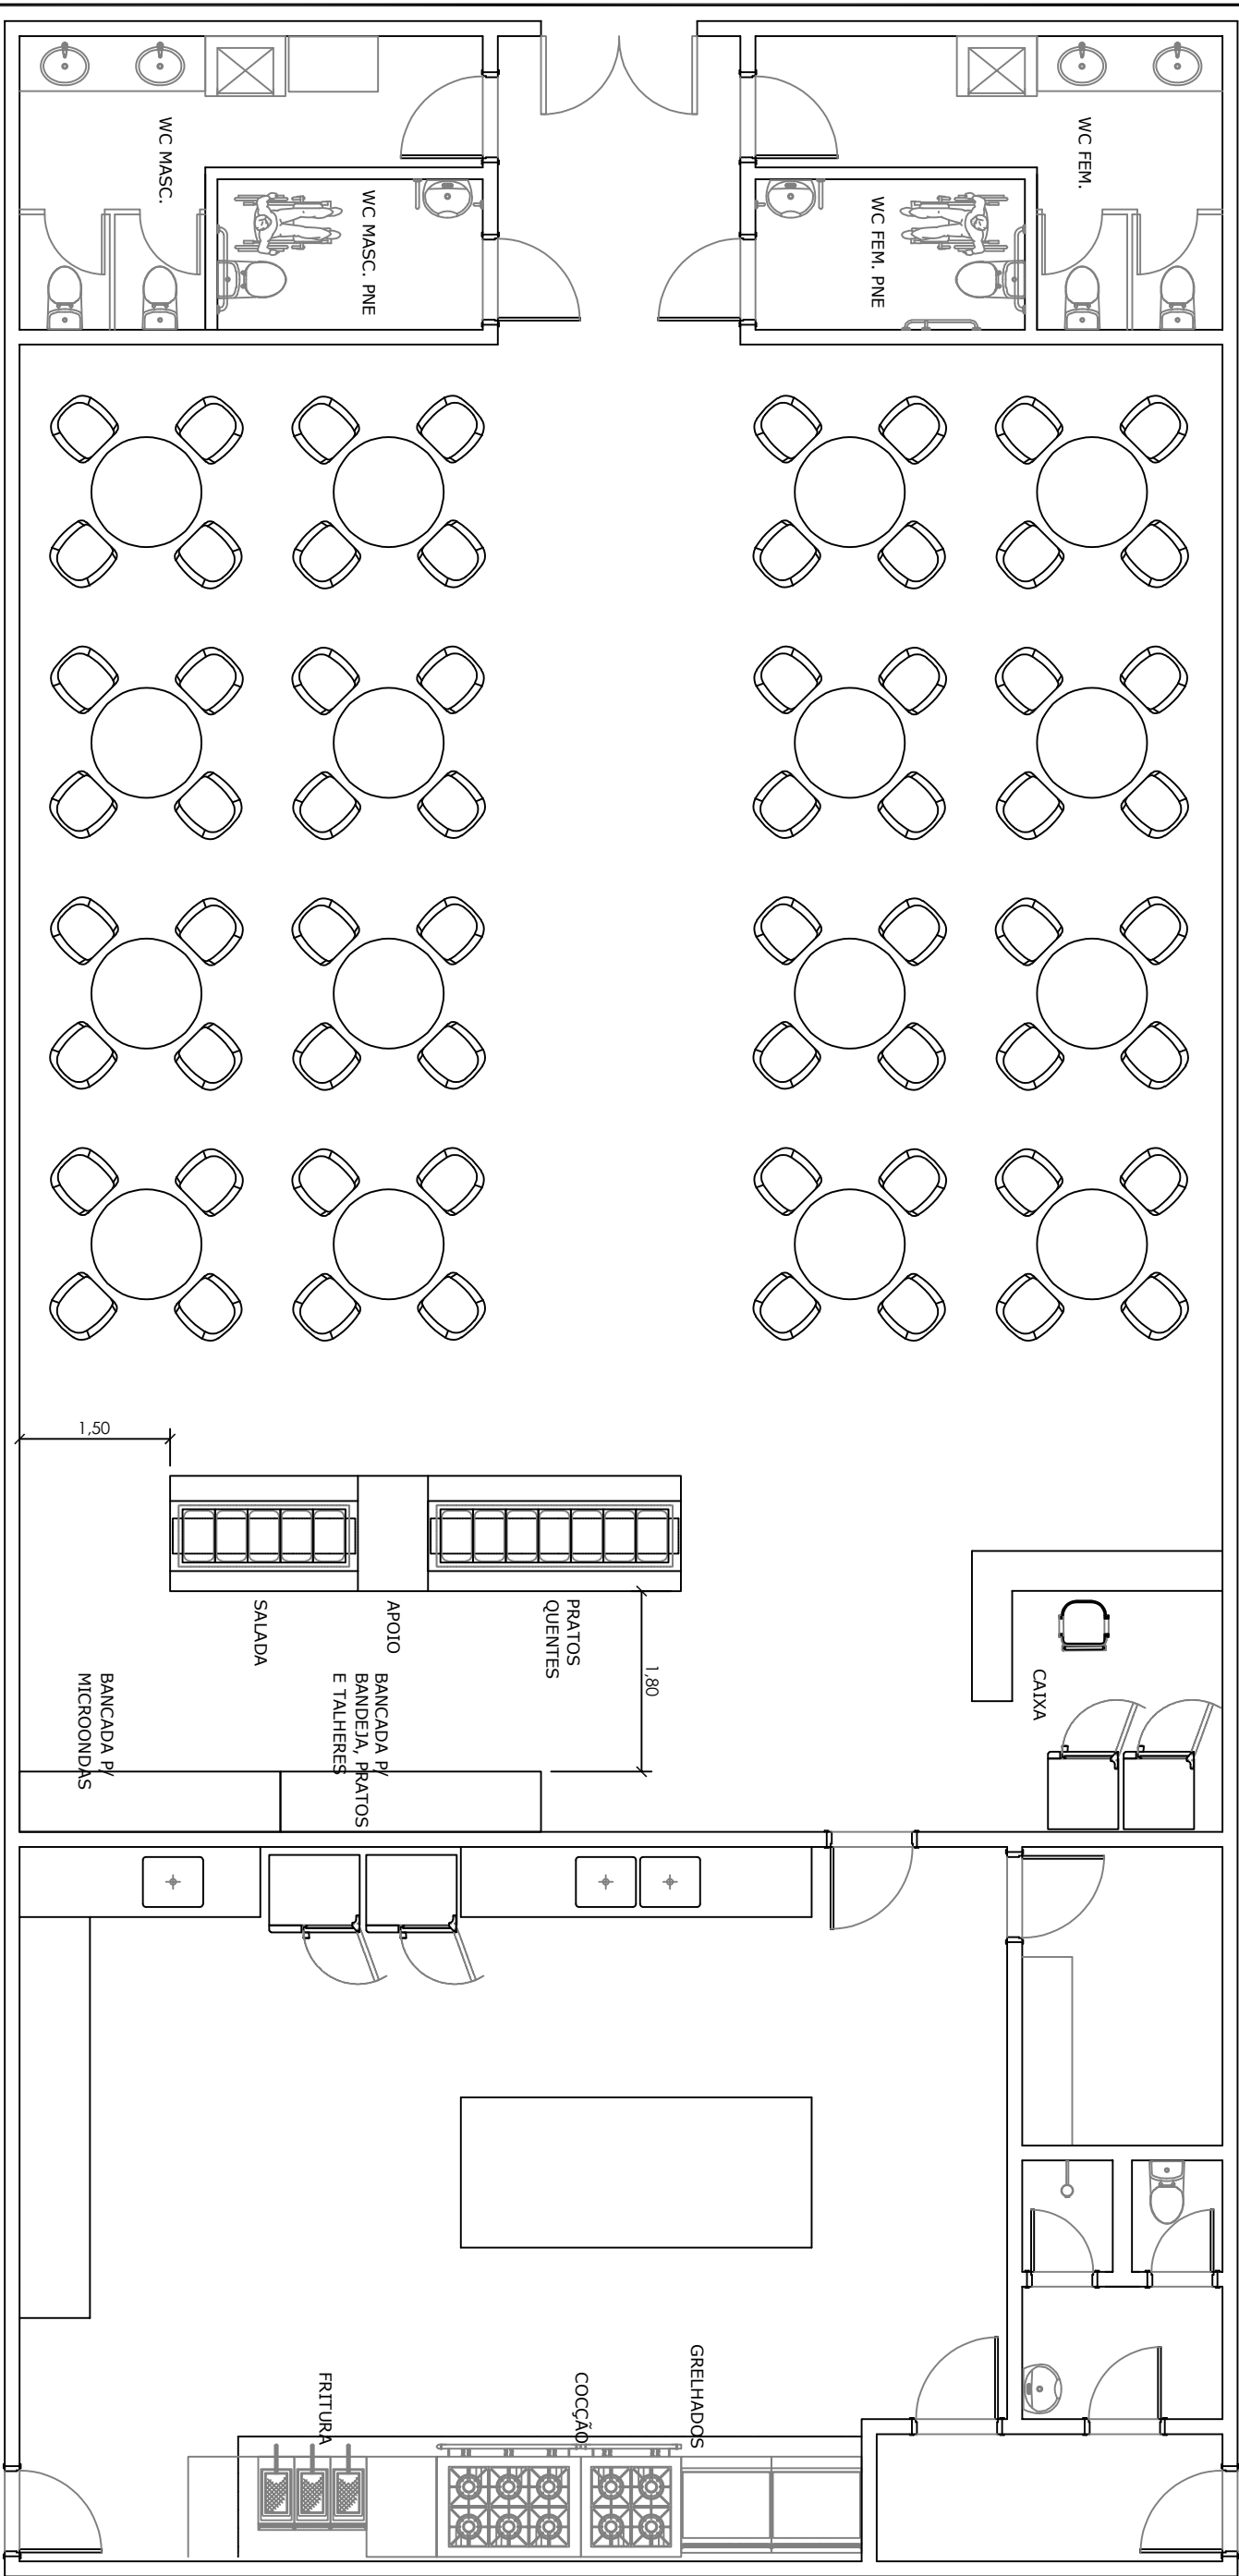 WC MASC.
WC MASC. PNE
WC FEM. PNE
WC FEM.
1,50
SALADA
APOIO
PRATOS
QUENTES
1,80
CAIXA
BANCADA P/
MICROONDAS
BANCADA P/
BANDEJA, PRATOS
E TALHERES
FRITURA
COCÇÃO
GRELHADOS